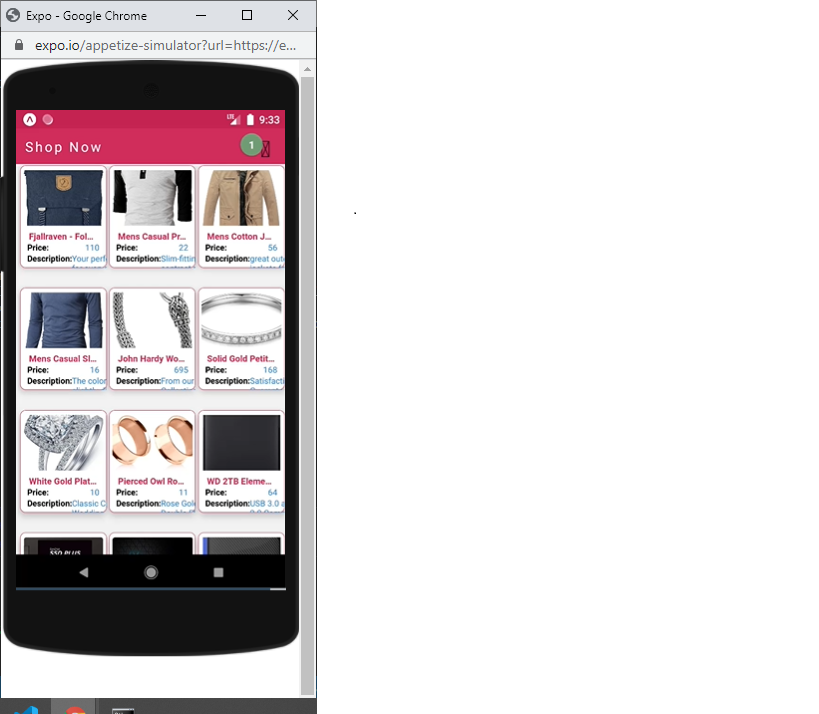 Expo - Google Chrome
expo.io/appetize-simulator?url=https://e...
LTE 9:33
Shop Now
1
Fjallraven - Fol... Mens Casual Pr... Mens Cotton J...
Price: 110 Price: 22 Price: 56
Description:Your perf Description:Slim-fittin Description:great oute
Mens Casual Sl... John Hardy Wo... Solid Gold Petit...
Price: 16 Price: 695 Price: 168
Description:The color Description:From our Description:Satisfacti
White Gold Plat... Pierced Owl Ro... WD 2TB Eleme...
Price: 10 Price: 11 Price: 64
Description:Classic C Description:Rose Gol Description:USB 3.0 a
SSD PLUS
.